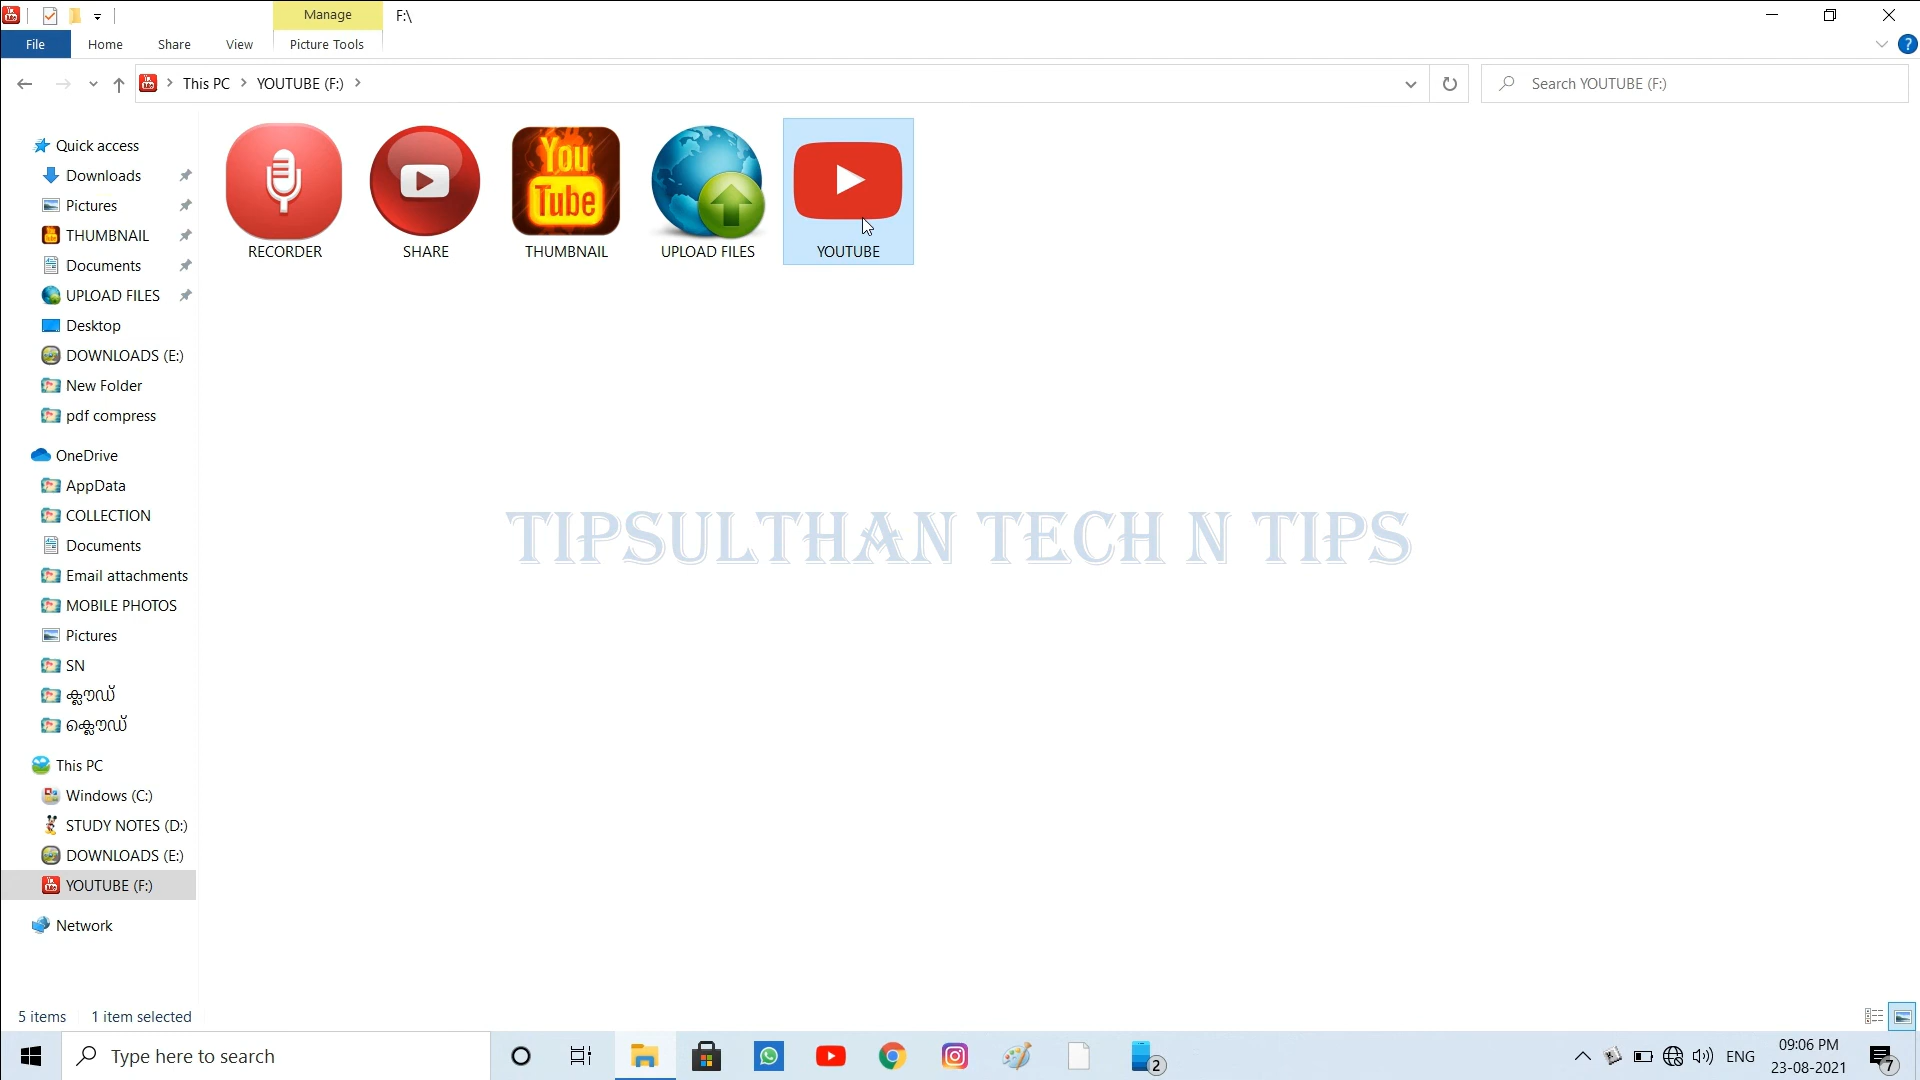 Manage
F:\
File
Home
Share
View
Picture Tools
This PC
YOUTUBE (F:)
Search YOUTUBE (F:)
Quick access
Downloads
Pictures
THUMBNAIL
Documents
UPLOAD FILES
Desktop
DOWNLOADS (E:)
New Folder
pdf compress
OneDrive
AppData
COLLECTION
Documents
Email attachments
MOBILE PHOTOS
Pictures
SN
ക്ലൗഡ്
ക്ലൌഡ്
This PC
Windows (C:)
STUDY NOTES (D:)
DOWNLOADS (E:)
YOUTUBE (F:)
Network
You
Tube
RECORDER
SHARE
THUMBNAIL
UPLOAD FILES
YOUTUBE
TIPSULTHAN TECH N TIPS
5 items
1 item selected
Type here to search
2
ENG
09:06 PM
23-08-2021
7